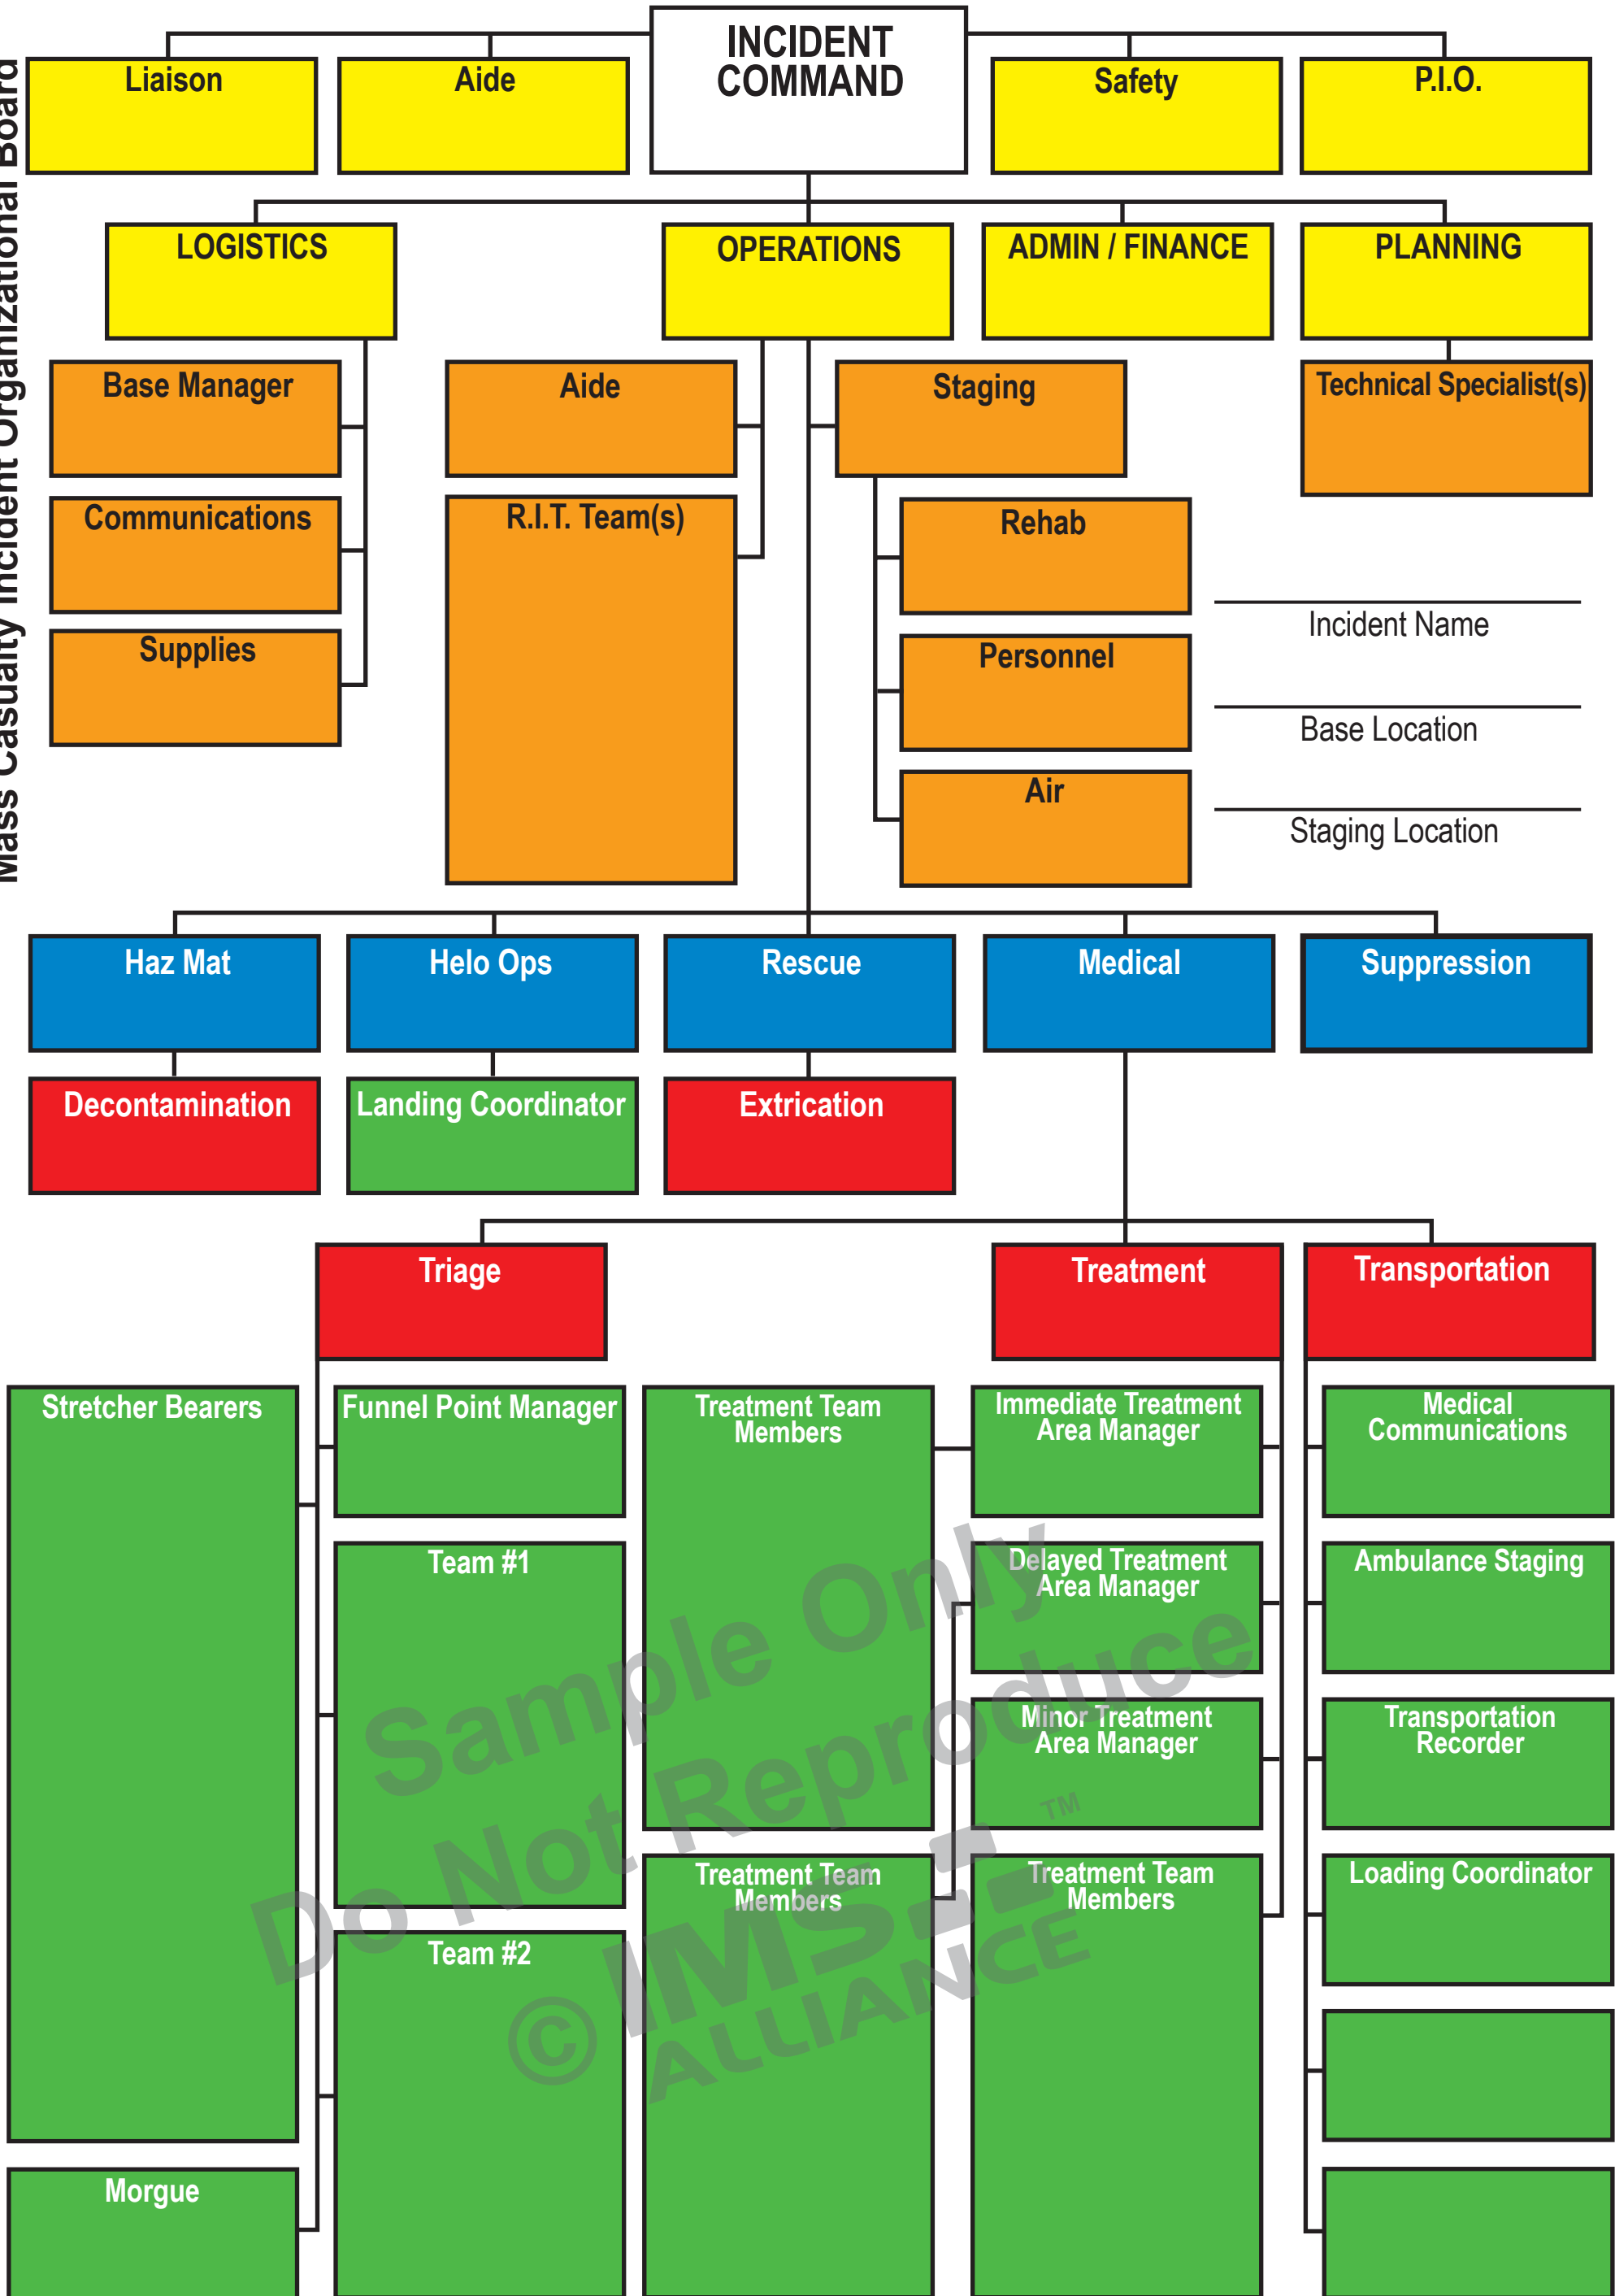 Mass Casualty Incident Organizational Board
INCIDENT
COMMAND
Liaison
Aide
Safety
P.I.O.
LOGISTICS
OPERATIONS
ADMIN / FINANCE
PLANNING
Base Manager
Aide
Staging
Technical Specialist(s)
Communications
R.I.T. Team(s)
Rehab
Incident Name
Supplies
Personnel
Base Location
Air
Staging Location
Haz Mat
Helo Ops
Rescue
Medical
Suppression
Decontamination
Landing Coordinator
Extrication
Triage
Treatment
Transportation
Stretcher Bearers
Funnel Point Manager
Treatment Team
Members
Immediate Treatment
Area Manager
Medical
Communications
Team #1
Delayed Treatment
Area Manager
Ambulance Staging
Minor Treatment
Area Manager
Transportation
Recorder
Treatment Team
Members
Treatment Team
Members
Loading Coordinator
Team #2
Morgue
Sample Only
Do Not Reproduce
© IMS ™
ALLIANCE